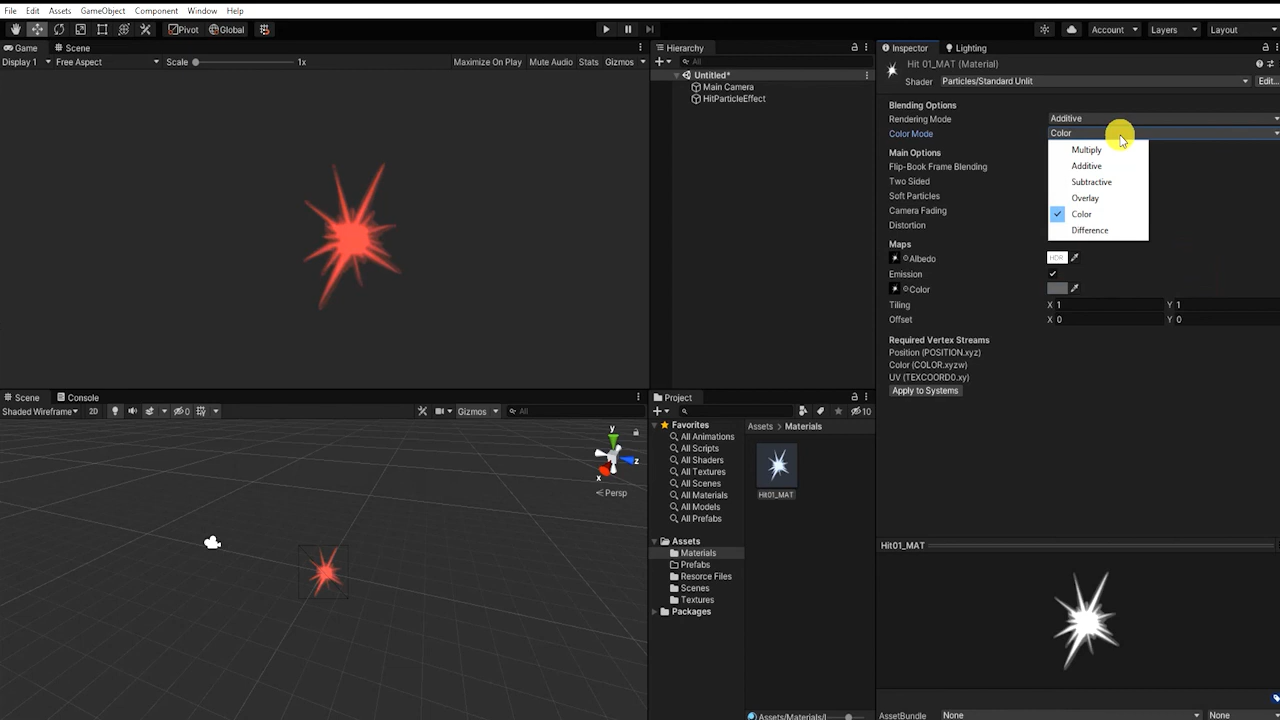 File Edit Assets GameObject Component Window Help
Pivot Global Account Layers Layout
Game Scene
Display 1 Free Aspect Scale 1x Maximize On Play Mute Audio Stats Gizmos
Hierarchy
All
Untitled*
Main Camera
HitParticleEffect
Inspector Lighting
Hit 01_MAT (Material)
Shader Particles/Standard Unlit Edit...
Blending Options
Rendering Mode Additive
Color Mode Color
Multiply
Additive
Subtractive
Overlay
Color
Difference
Main Options
Flip-Book Frame Blending
Two Sided
Soft Particles
Camera Fading
Distortion
Maps
Albedo HDR
Emission
Color
Tiling X 1 Y 1
Offset X 0 Y 0
Required Vertex Streams
Position (POSITION.xyz)
Color (COLOR.xyzw)
UV (TEXCOORD0.xy)
Apply to Systems
Scene Console
Shaded Wireframe 2D 0 Gizmos All
y
z
x
Persp
Project
10
Favorites
All Animations
All Scripts
All Shaders
All Textures
All Scenes
All Materials
All Models
All Prefabs
Assets
Materials
Prefabs
Resorce Files
Scenes
Textures
Packages
Assets Materials
Hit01_MAT
Assets/Materials/
Hit01_MAT
AssetBundle None None